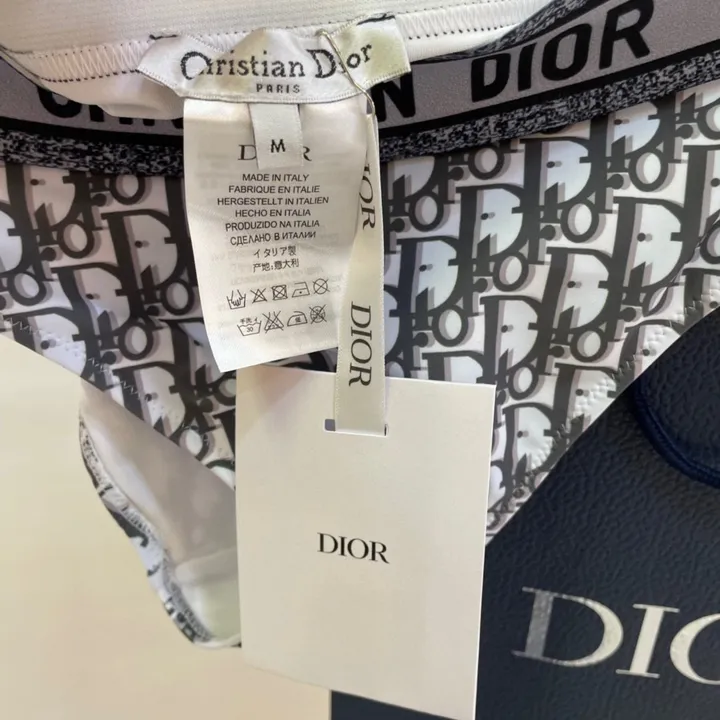 Christian Dior
PARIS
DIOR
M
DIOR
MADE IN ITALY
FABRIQUE EN ITALIE
HERGESTELLT IN ITALIEN
HECHO EN ITALIA
PRODUZIDO NA ITALIA
СДЕЛАНО В ИТАЛИИ
イタリア製
产地:意大利
DIOR
DIOR
DIOR